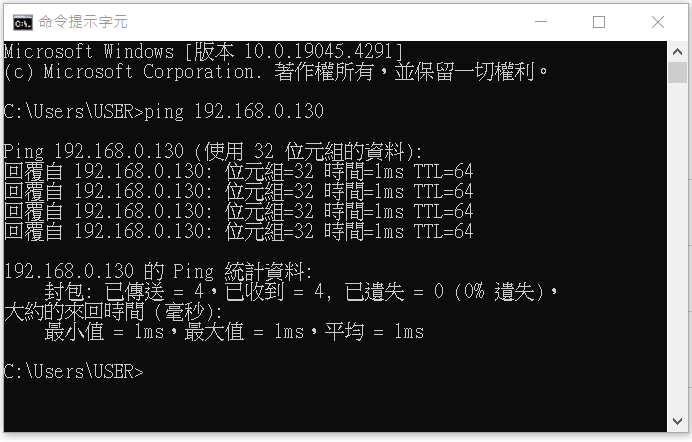 命令提示字元
Microsoft Windows [版本 10.0.19045.4291]
(c) Microsoft Corporation. 著作權所有，並保留一切權利。
C:\Users\USER>ping 192.168.0.130
Ping 192.168.0.130 (使用 32 位元組的資料):
回覆自 192.168.0.130: 位元組=32 時間=1ms TTL=64
回覆自 192.168.0.130: 位元組=32 時間=1ms TTL=64
回覆自 192.168.0.130: 位元組=32 時間=1ms TTL=64
回覆自 192.168.0.130: 位元組=32 時間=1ms TTL=64
192.168.0.130 的 Ping 統計資料:
封包: 已傳送 = 4，已收到 = 4, 已遺失 = 0 (0% 遺失)，
大約的來回時間 (毫秒):
最小值 = 1ms，最大值 = 1ms，平均 = 1ms
C:\Users\USER>